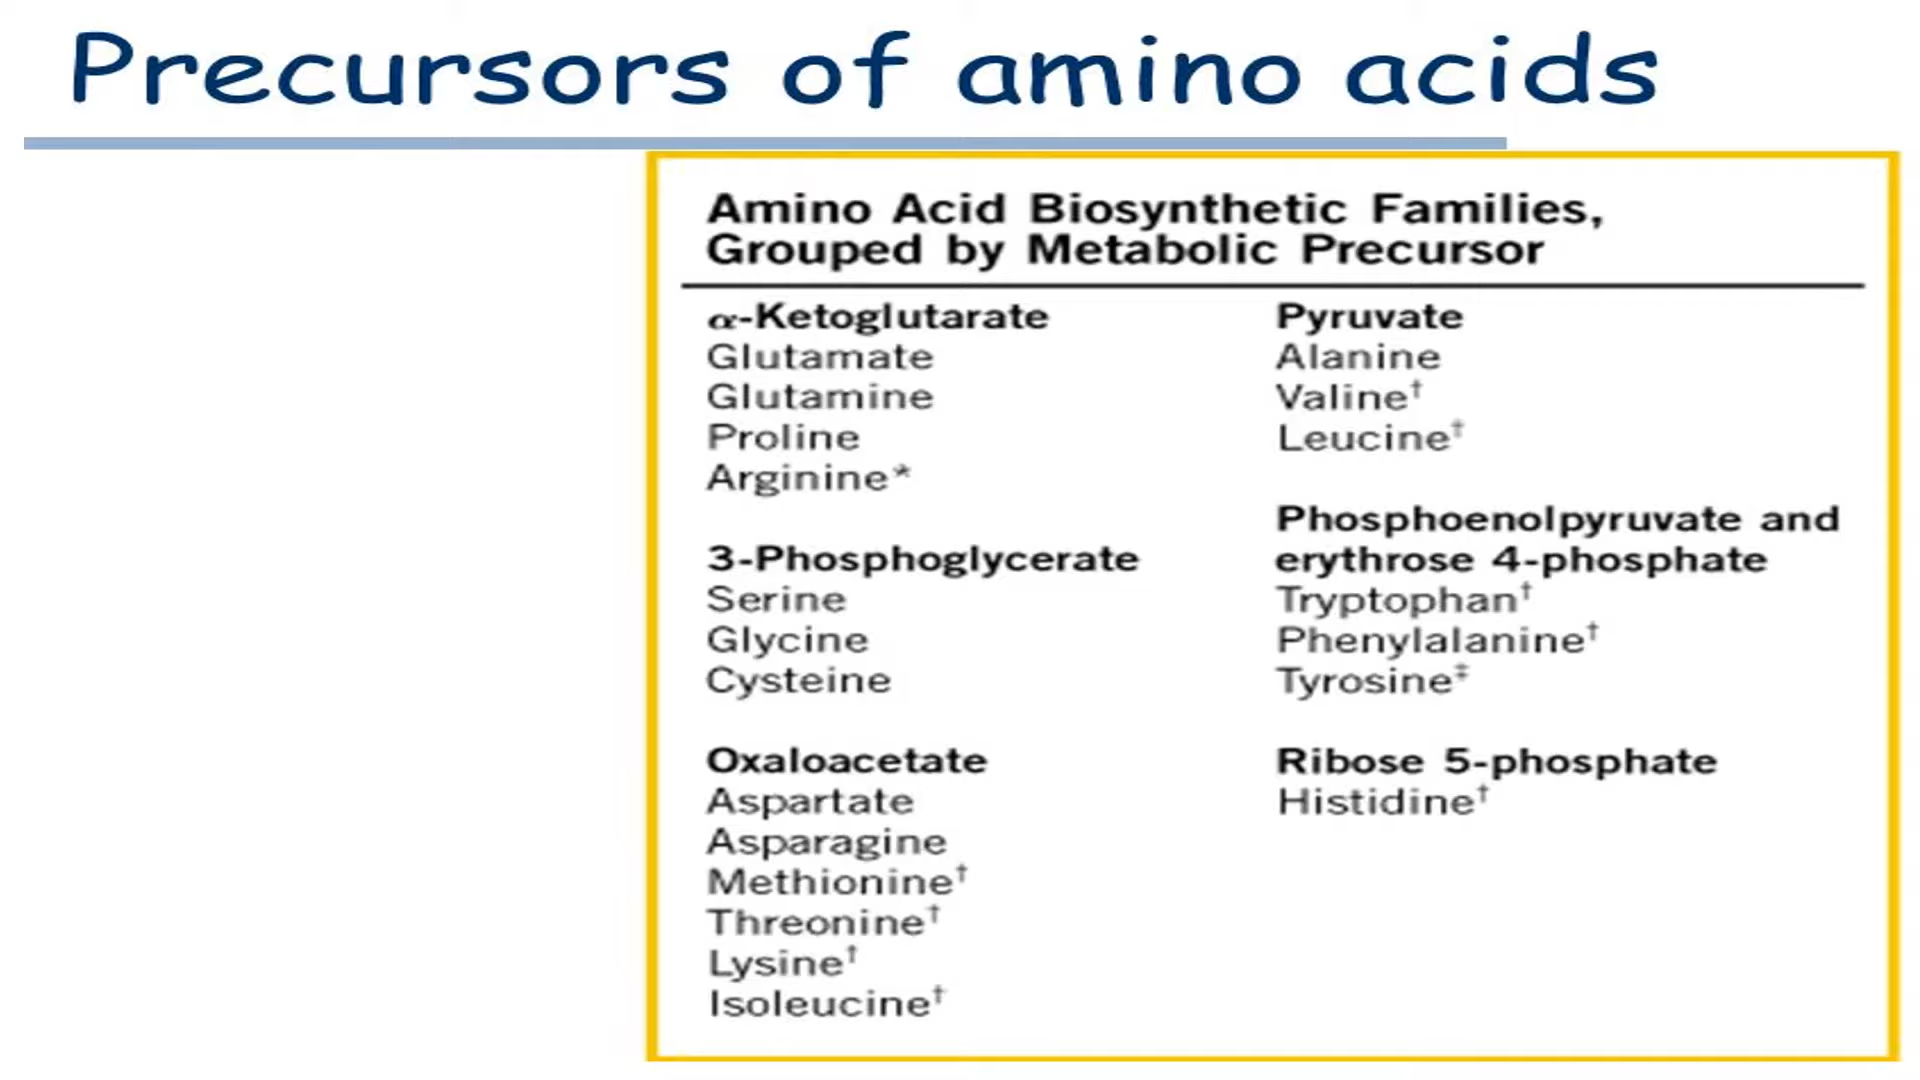 Precursors of amino acids
Amino Acid Biosynthetic Families,
Grouped by Metabolic Precursor
α-Ketoglutarate
Glutamate
Glutamine
Proline
Arginine*
3-Phosphoglycerate
Serine
Glycine
Cysteine
Oxaloacetate
Aspartate
Asparagine
Methionine†
Threonine†
Lysine†
Isoleucine†
Pyruvate
Alanine
Valine†
Leucine†
Phosphoenolpyruvate and
erythrose 4-phosphate
Tryptophan†
Phenylalanine†
Tyrosine‡
Ribose 5-phosphate
Histidine†